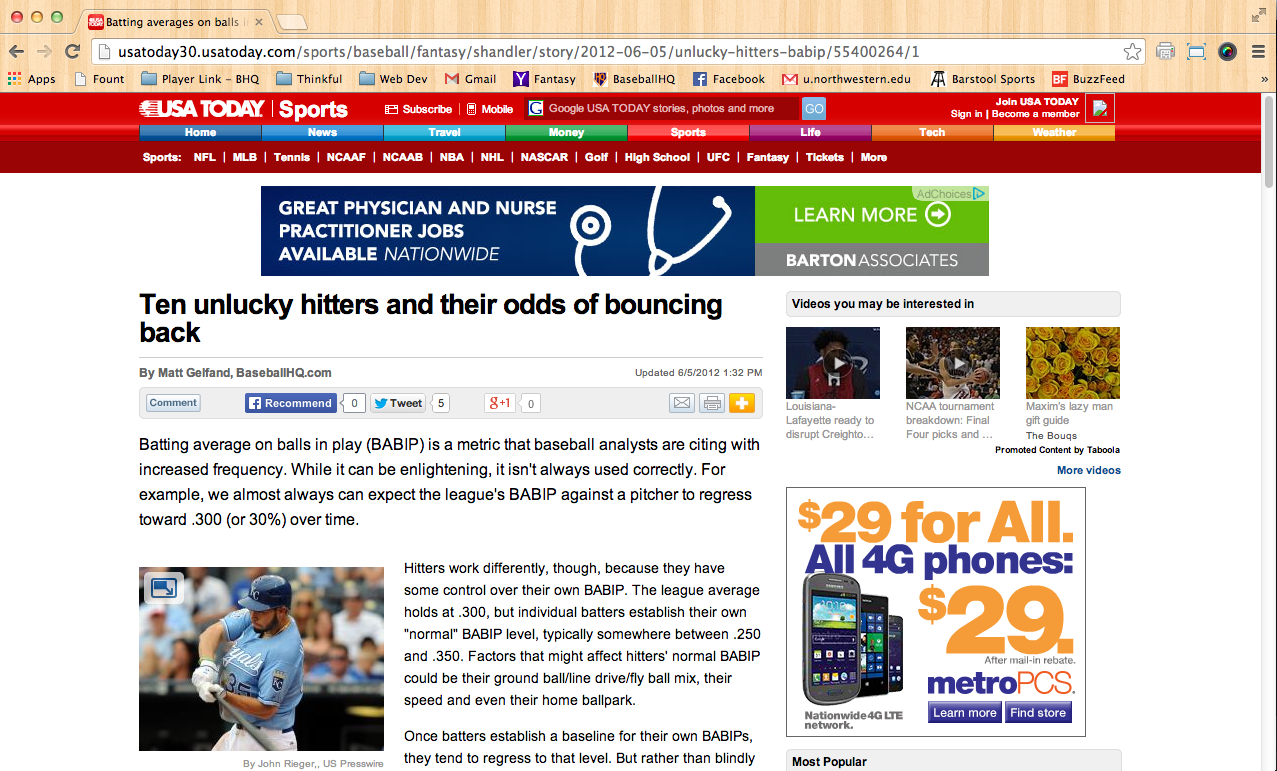 USA TODAY
Batting averages on balls i
usatoday30.usatoday.com/sports/baseball/fantasy/shandler/story/2012-06-05/unlucky-hitters-babip/55400264/1
Apps Fount Player Link – BHQ Thinkful Web Dev Gmail Fantasy BaseballHQ Facebook u.northwestern.edu Barstool Sports BF BuzzFeed »
USA TODAY Sports Subscribe Mobile G Google USA TODAY stories, photos and more GO
Join USA TODAY
Sign in | Become a member
Home News Travel Money Sports Life Tech Weather
Sports: NFL | MLB | Tennis | NCAAF | NCAAB | NBA | NHL | NASCAR | Golf | High School | UFC | Fantasy | Tickets | More
GREAT PHYSICIAN AND NURSE
PRACTITIONER JOBS
AVAILABLE NATIONWIDE
AdChoices
LEARN MORE
BARTON ASSOCIATES
Ten unlucky hitters and their odds of bouncing
back
By Matt Gelfand, BaseballHQ.com Updated 6/5/2012 1:32 PM
Comment Recommend 0 Tweet 5 g+1 0
Batting average on balls in play (BABIP) is a metric that baseball analysts are citing with
increased frequency. While it can be enlightening, it isn't always used correctly. For
example, we almost always can expect the league's BABIP against a pitcher to regress
toward .300 (or 30%) over time.
Royals
35
KC
By John Rieger,, US Presswire
Hitters work differently, though, because they have
some control over their own BABIP. The league average
holds at .300, but individual batters establish their own
"normal" BABIP level, typically somewhere between .250
and .350. Factors that might affect hitters' normal BABIP
could be their ground ball/line drive/fly ball mix, their
speed and even their home ballpark.
Once batters establish a baseline for their own BABIPs,
they tend to regress to that level. But rather than blindly
Videos you may be interested in
Louisiana-
Lafayette ready to
disrupt Creighto...
NCAA tournament
breakdown: Final
Four picks and ...
Maxim's lazy man
gift guide
The Bouqs
Promoted Content by Taboola
More videos
$29 for All.
All 4G phones:
$29.
After mail-in rebate.
metroPCS.
Nationwide 4G LTE
network.
Learn more Find store
Most Popular